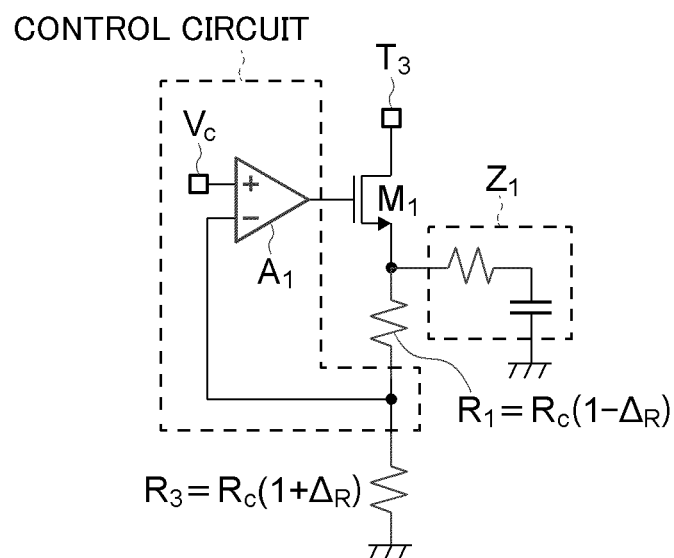 CONTROL CIRCUIT
T3
Vc
+
−
A1
M1
Z1
R1=Rc(1−ΔR)
R3=Rc(1+ΔR)